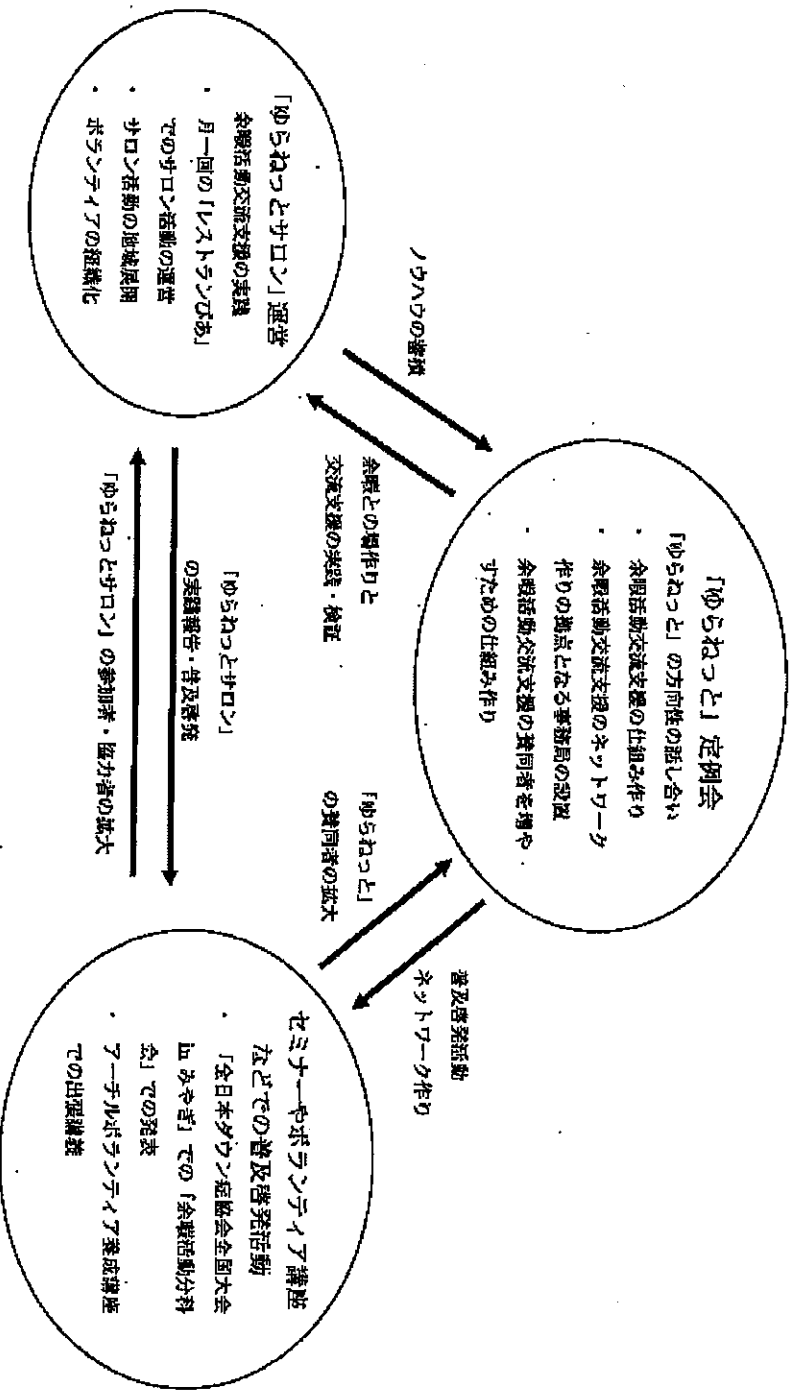 「ゆらねっと」定例会
「ゆらねっと」の方向性の話し合い
・ 余暇活動交流支援の仕組み作り
・ 余暇活動交流支援のネットワーク
作りの拠点となる事務局の設置
・ 余暇活動交流支援の賛同者を増や
すための仕組み作り
ノウハウの蓄積
余暇との場作りと
交流支援の実践・検証
普及啓発活動
ネットワーク作り
「ゆらねっと」
の賛同者の拡大
「ゆらねっとサロン」運営
余暇活動交流支援の実践
・ 月一回の「レストランぴあ」
でのサロン活動の運営
・ サロン活動の地域展開
・ ボランティアの組織化
「ゆらねっとサロン」
の実践報告・普及啓発
「ゆらねっとサロン」の参加者・協力者の拡大
セミナーやボランティア講座
などでの普及啓発活動
・ 「全日本ダウン症協会全国大会
in みやぎ」での「余暇活動分科
会」での発表
・ アーチルボランティア養成講座
での出張講義